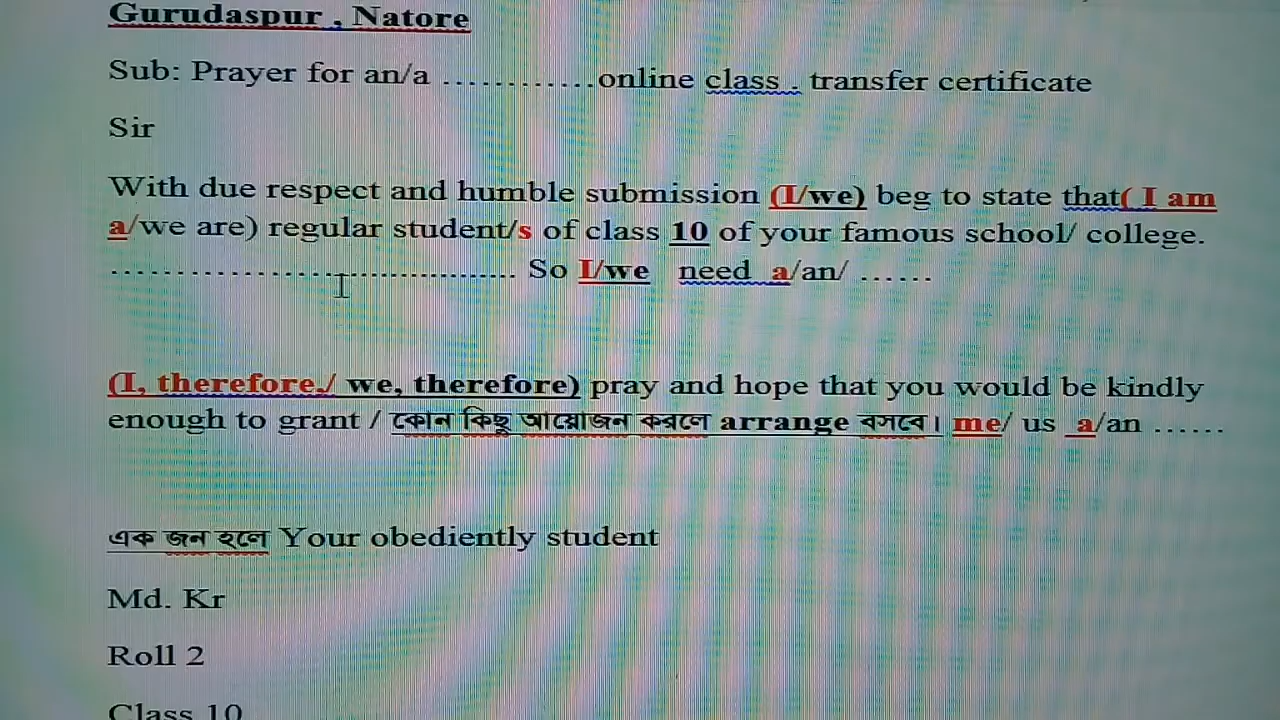 Gurudaspur , Natore
Sub: Prayer for an/a ............online class . transfer certificate
Sir
With due respect and humble submission (I/we) beg to state that( I am
a/we are) regular student/s of class 10 of your famous school/ college.
.................................... So I/we need a/an/ ......
(I, therefore,/ we, therefore) pray and hope that you would be kindly
enough to grant / কোন কিছু আয়োজন করলে arrange বসবে। me/ us a/an ......
এক জন হলে Your obediently student
Md. Kr
Roll 2
Class 10